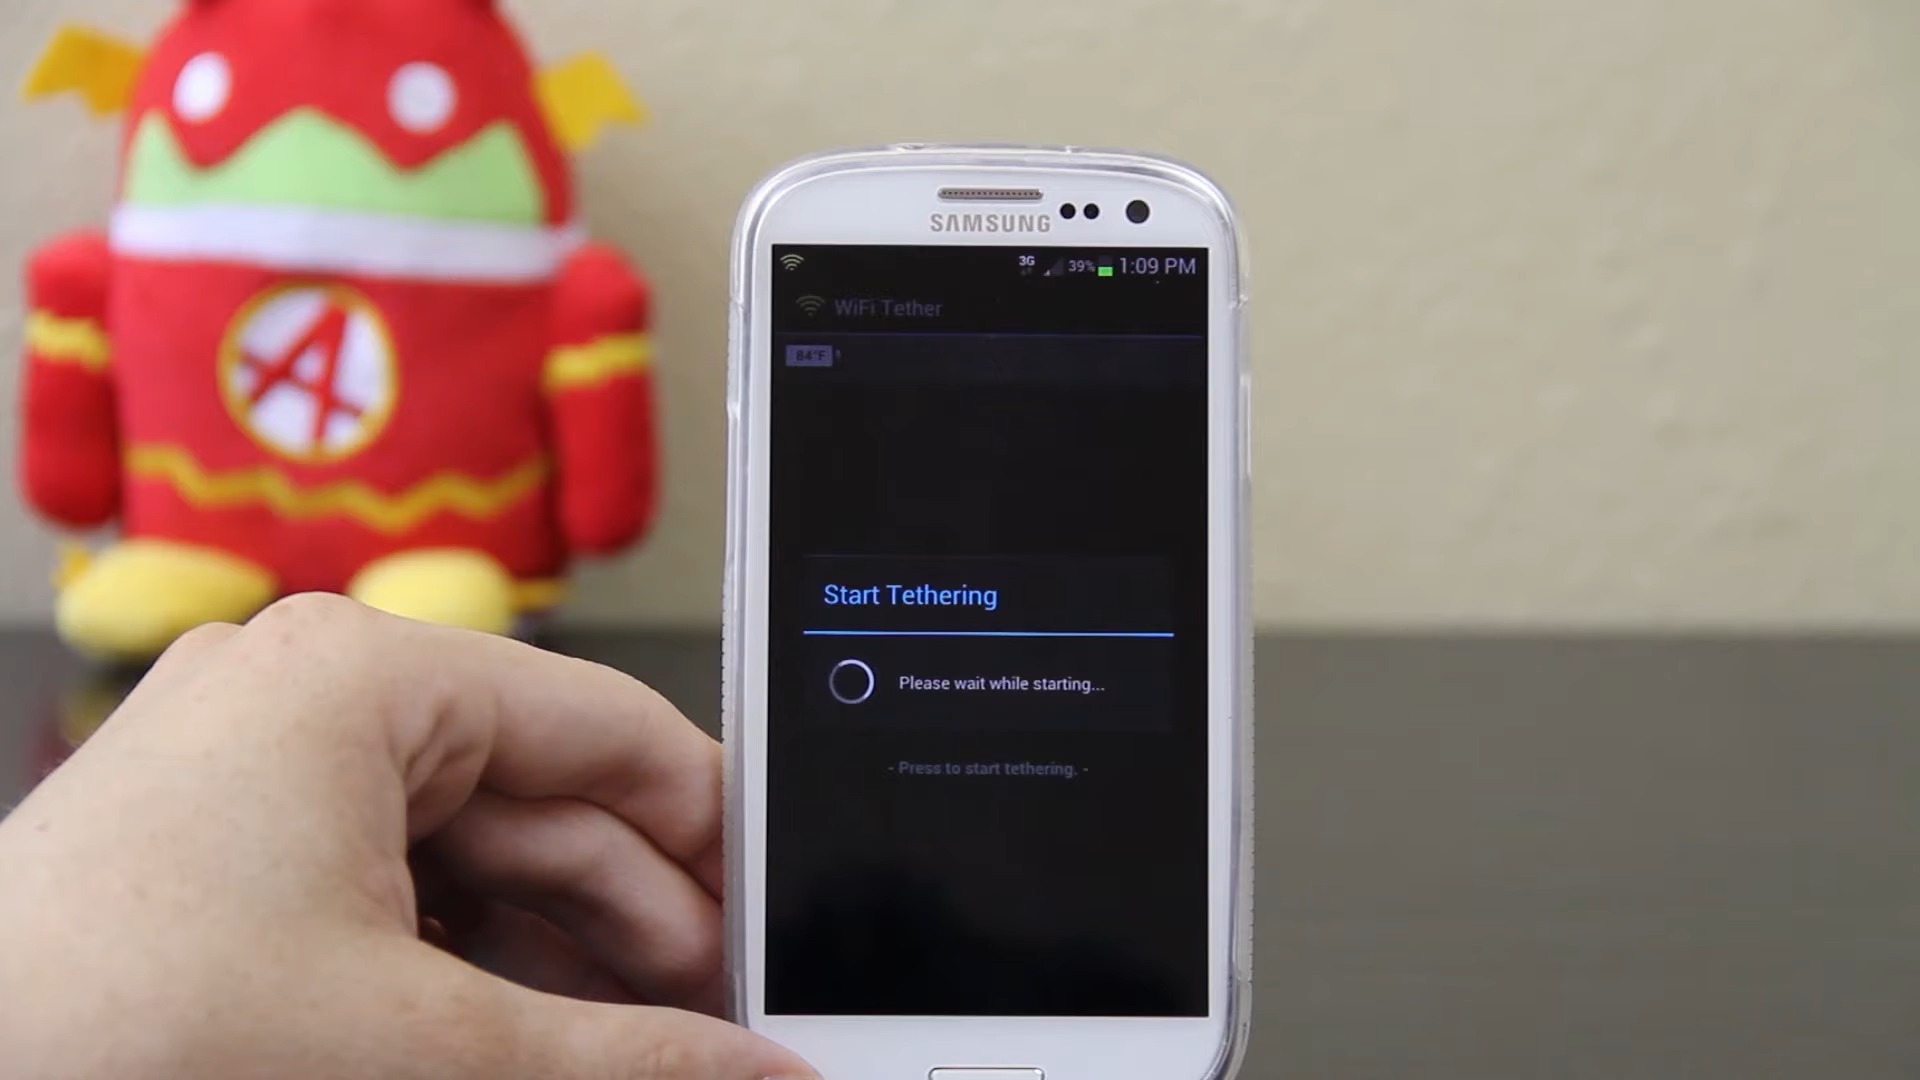 A
SAMSUNG
3G 39% 1:09 PM
WiFi Tether
84°F
Start Tethering
Please wait while starting...
- Press to start tethering. -